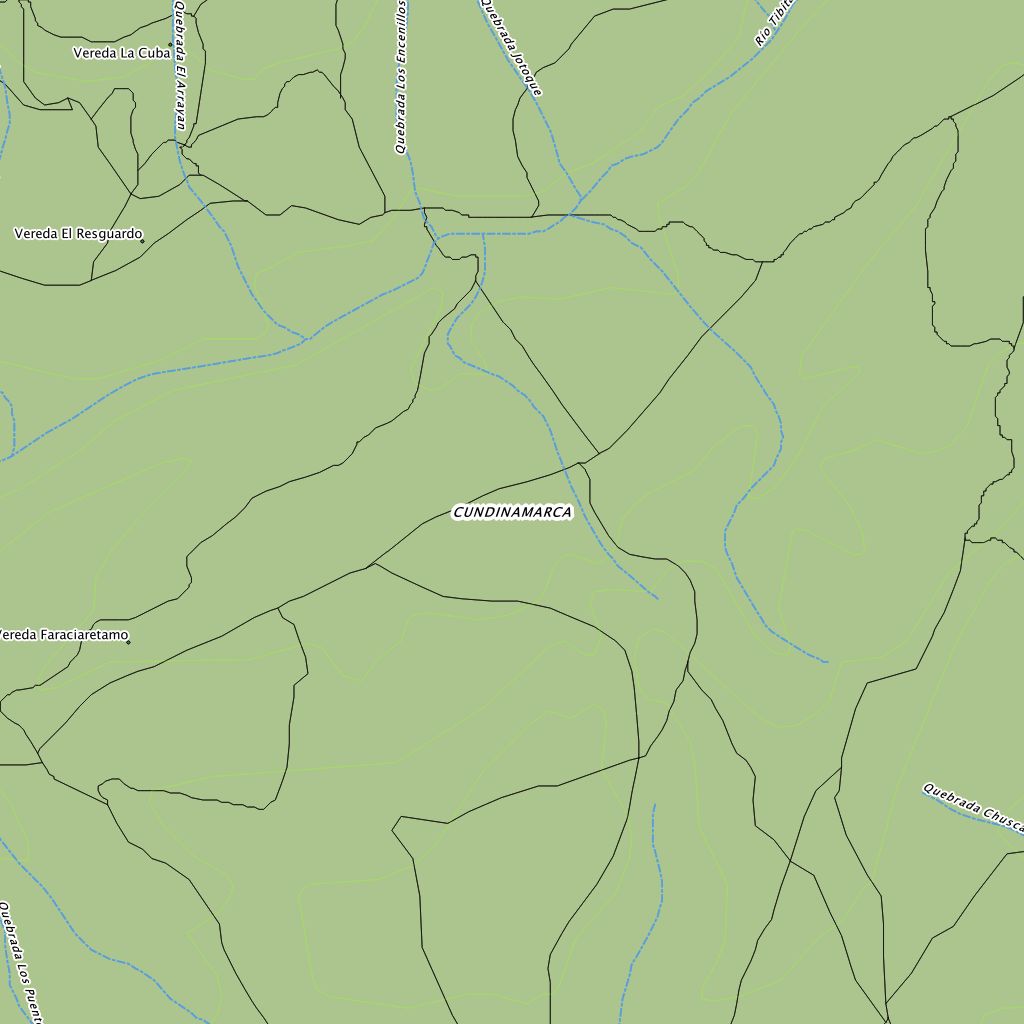 Quebrada El Arrayan
Quebrada Los Encenillos
Quebrada Jotoque
Río Tibit
Vereda La Cuba
Vereda El Resguardo
CUNDINAMARCA
Vereda Faraciaretamo
Quebrada Chusca
Quebrada Los Puent